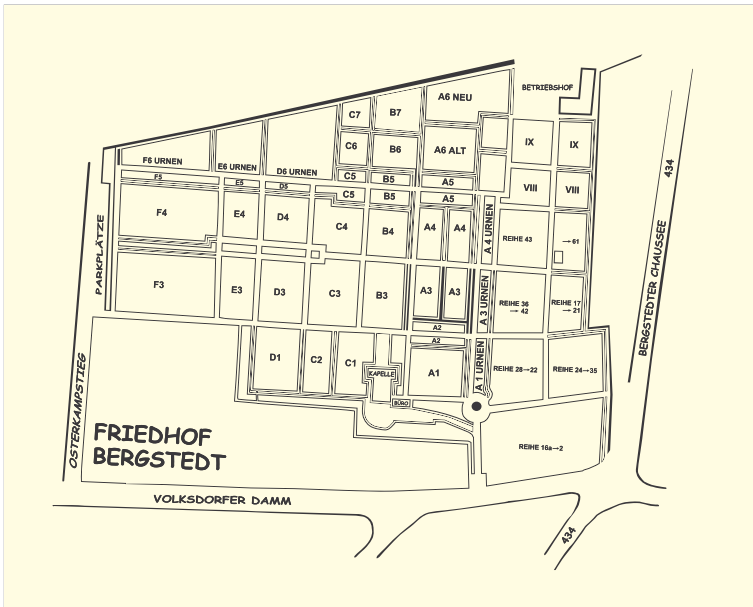 BETRIEBSHOF
A6 NEU
C7
B7
C6
B6
A6 ALT
IX
IX
F6 URNEN
E6 URNEN
D6 URNEN
434
F5
E5
D5
C5
B5
A5
VIII
VIII
C5
B5
A5
F4
E4
D4
C4
B4
A4
A4
A 4 URNEN
REIHE 43
→61
PARKPLÄTZE
F3
E3
D3
C3
B3
A3
A3
A 3 URNEN
REIHE 36
→ 42
REIHE 17
→ 21
BERGSTEDTER CHAUSSEE
A2
A2
D1
C2
C1
KAPELLE
A1
A 1 URNEN
REIHE 28→22
REIHE 24→35
BÜRO
OSTERKAMPSTIEG
FRIEDHOF
BERGSTEDT
REIHE 16a→2
VOLKSDORFER DAMM
434